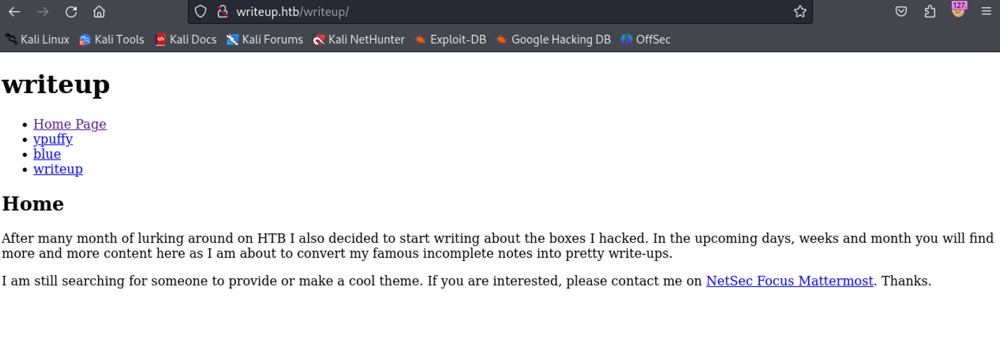 writeup.htb/writeup/
127.
Kali Linux Kali Tools Kali Docs Kali Forums Kali NetHunter Exploit-DB Google Hacking DB OffSec
writeup
Home Page
ypuffy
blue
writeup
Home
After many month of lurking around on HTB I also decided to start writing about the boxes I hacked. In the upcoming days, weeks and month you will find
more and more content here as I am about to convert my famous incomplete notes into pretty write-ups.
I am still searching for someone to provide or make a cool theme. If you are interested, please contact me on NetSec Focus Mattermost. Thanks.